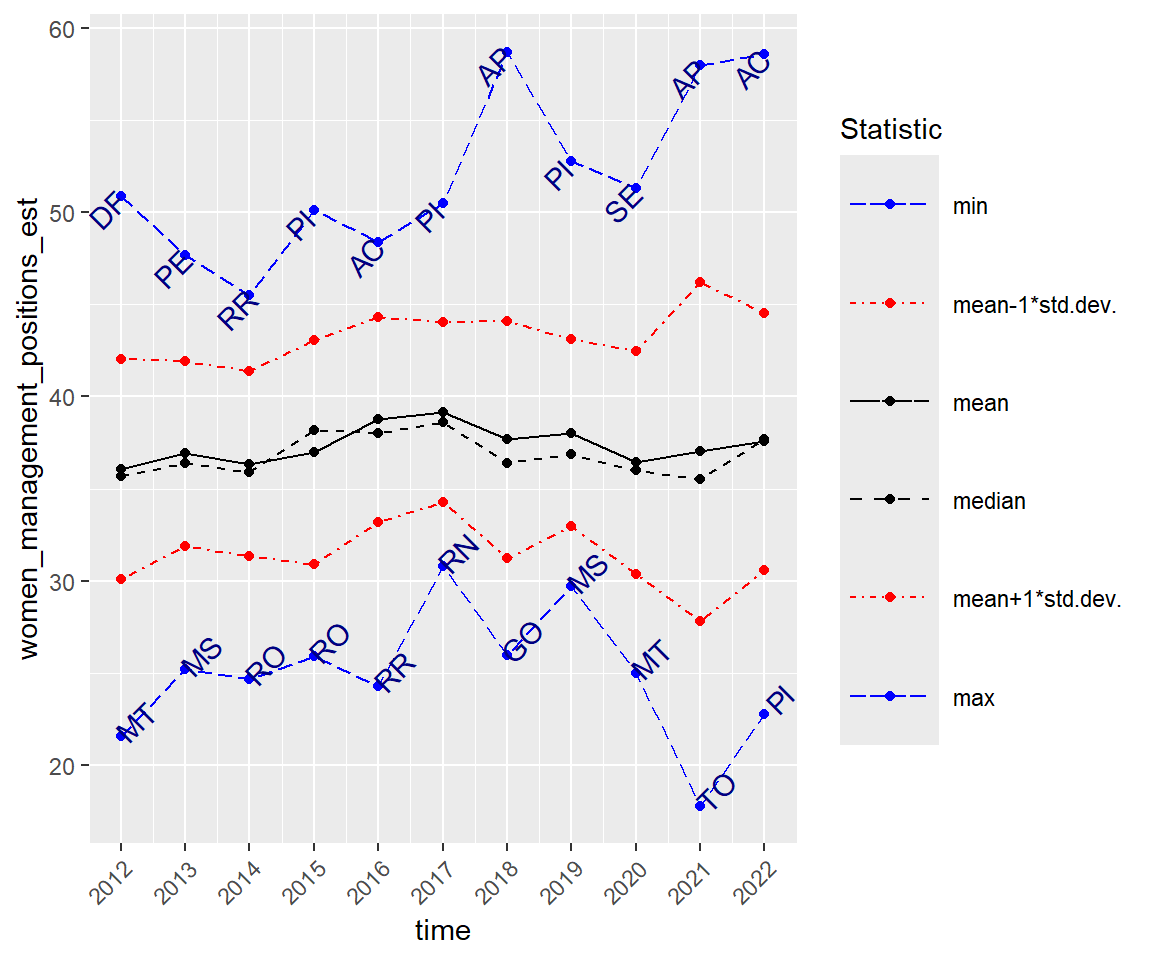 women_management_positions_est
60
50
40
30
20
DF
PE
RR
PI
AC
PI
AP
PI
SE
AP
AC
MT
MS
RO
RO
RR
RN
GO
MS
MT
TO
PI
2012
2013
2014
2015
2016
2017
2018
2019
2020
2021
2022
time
Statistic
min
mean-1*std.dev.
mean
median
mean+1*std.dev.
max